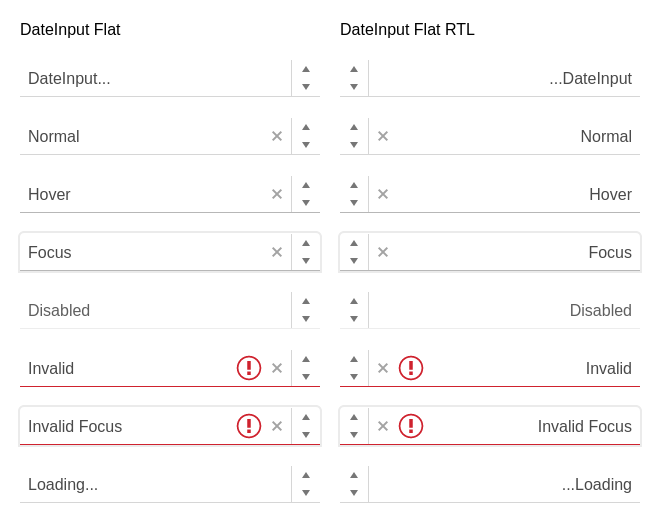 DateInput Flat
DateInput...
Normal
Hover
Focus
Disabled
Invalid
Invalid Focus
Loading...
DateInput Flat RTL
...DateInput
Normal
Hover
Focus
Disabled
Invalid
Invalid Focus
...Loading